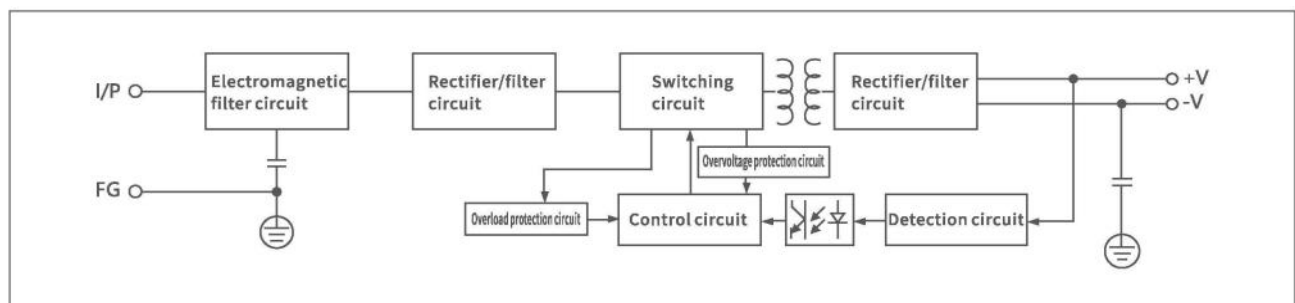 I/P
Electromagnetic
filter circuit
Rectifier/filter
circuit
Switching
circuit
Rectifier/filter
circuit
+V
-V
Overvoltage protection circuit
FG
Overload protection circuit
Control circuit
Detection circuit